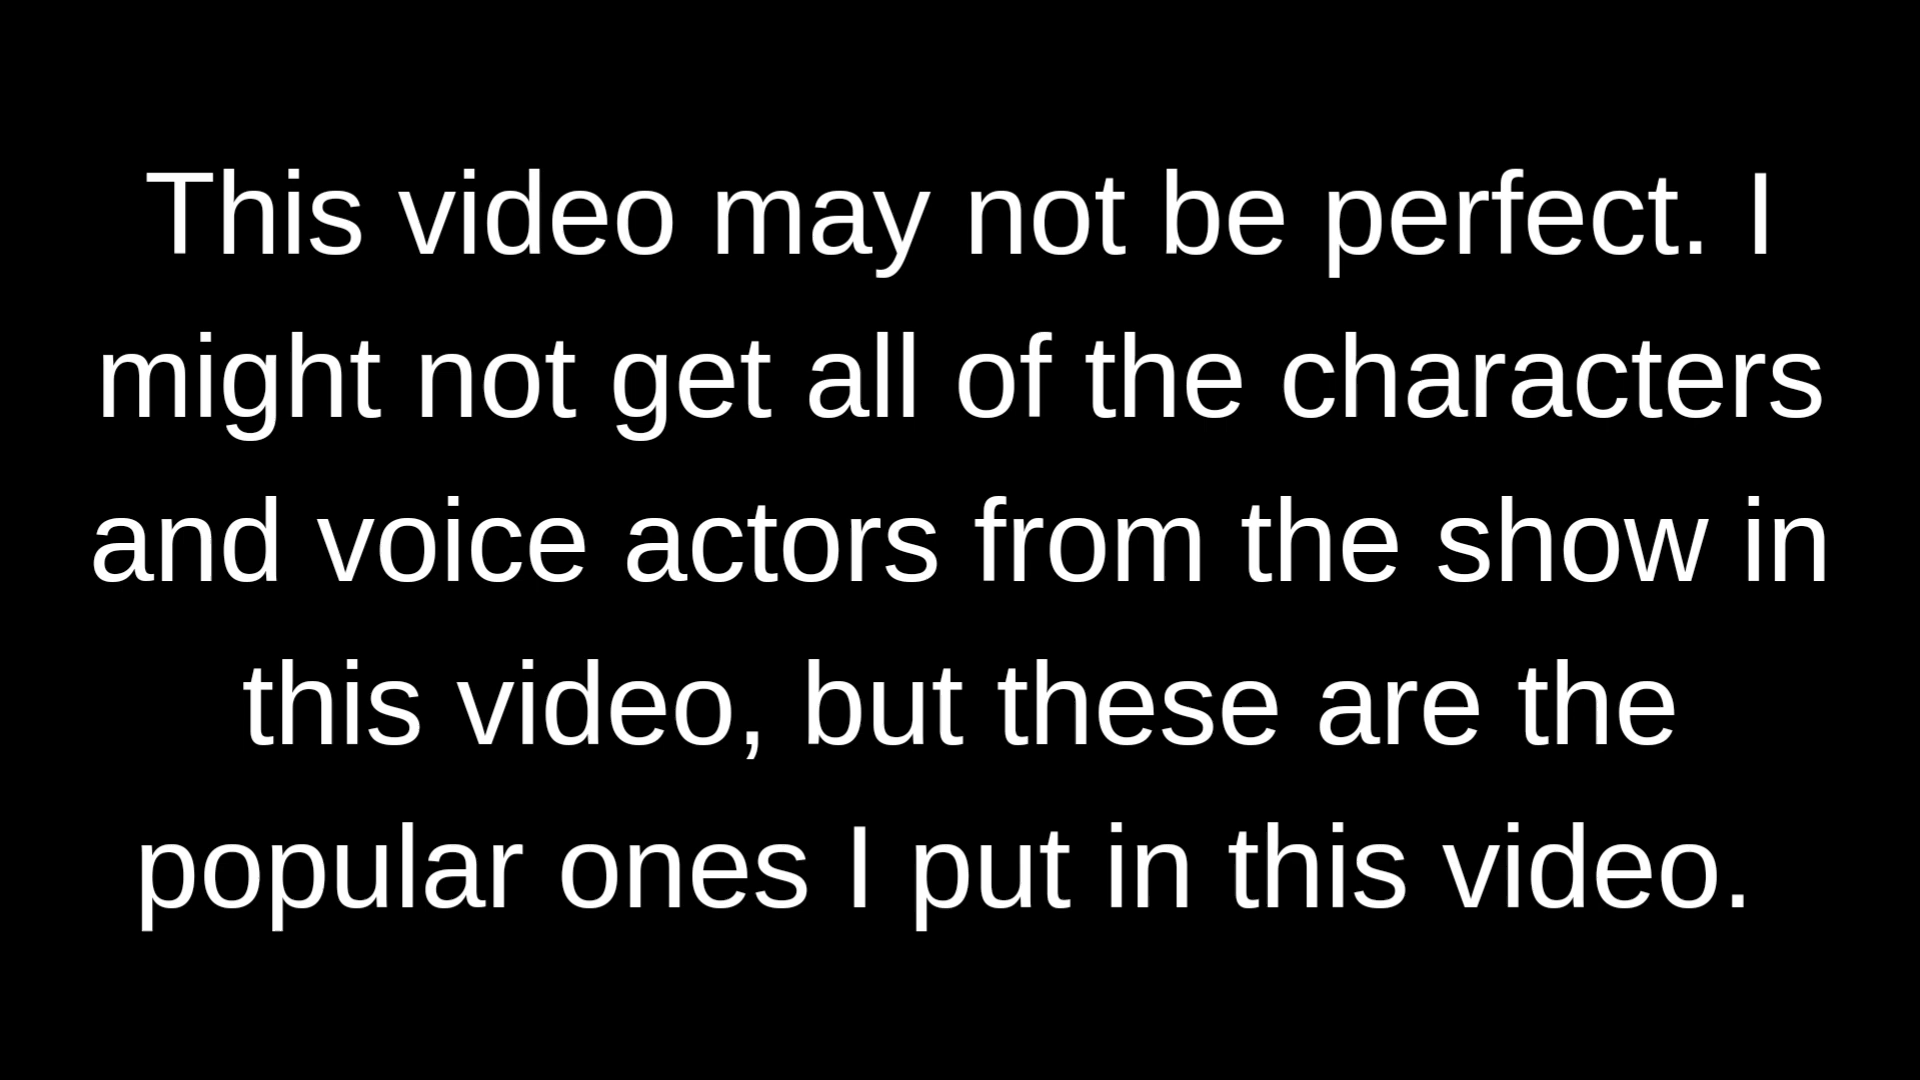 This video may not be perfect. I
might not get all of the characters
and voice actors from the show in
this video, but these are the
popular ones I put in this video.